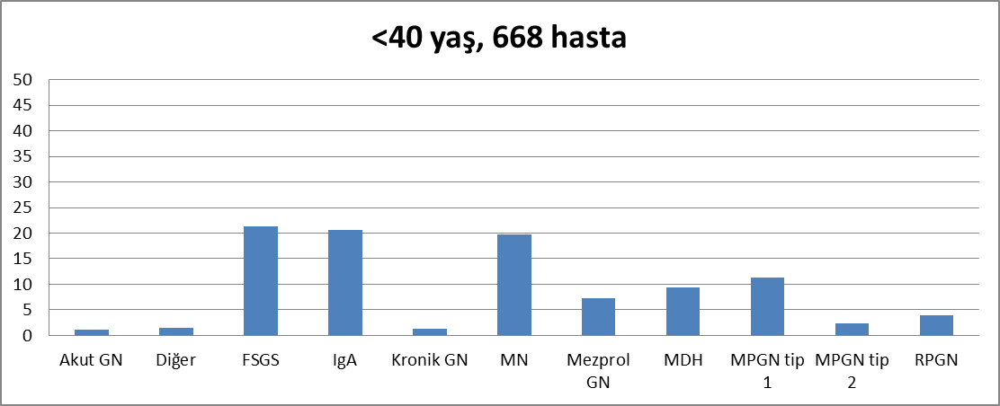 <40 yaş, 668 hasta
50
45
40
35
30
25
20
15
10
5
0
Akut GN
Diğer
FSGS
IgA
Kronik GN
MN
Mezprol
GN
MDH
MPGN tip
1
MPGN tip
2
RPGN